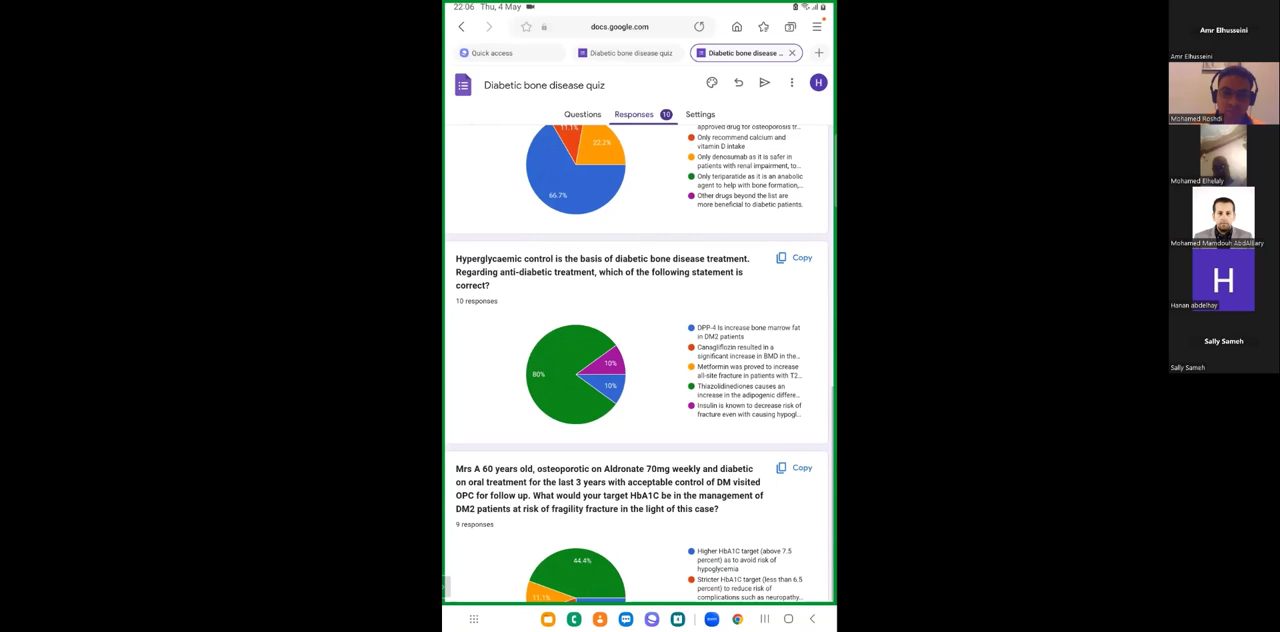 22:06 Thu, 4 May
docs.google.com
Quick access
Diabetic bone disease quiz
Diabetic bone disease ...
Diabetic bone disease quiz
H
Questions
Responses 10
Settings
11.1%
22.2%
66.7%
approved drug for osteoporosis tr...
Only recommend calcium and
vitamin D intake
Only denosumab as it is safer in
patients with renal impairment, to...
Only teriparatide as it is an anabolic
agent to help with bone formation,...
Other drugs beyond the list are
more beneficial to diabetic patients.
Hyperglycaemic control is the basis of diabetic bone disease treatment.
Regarding anti-diabetic treatment, which of the following statement is
correct?
Copy
10 responses
80%
10%
10%
DPP-4 Is increase bone marrow fat
in DM2 patients
Canagliflozin resulted in a
significant increase in BMD in the...
Metformin was proved to increase
all-site fracture in patients with T2...
Thiazolidinediones causes an
increase in the adipogenic differe...
Insulin is known to decrease risk of
fracture even with causing hypogl...
Mrs A 60 years old, osteoporotic on Aldronate 70mg weekly and diabetic
on oral treatment for the last 3 years with acceptable control of DM visited
OPC for follow up. What would your target HbA1C be in the management of
DM2 patients at risk of fragility fracture in the light of this case?
Copy
9 responses
44.4%
11.1%
Higher HbA1C target (above 7.5
percent) as to avoid risk of
hypoglycemia
Stricter HbA1C target (less than 6.5
percent) to reduce risk of
complications such as neuropathy...
Amr Elhusseini
Amr Elhusseini
Mohamed Roshdi
Mohamed Elhelaly
Mohamed Mamdouh AbdAlBary
H
Hanan abdelhay
Sally Sameh
Sally Sameh